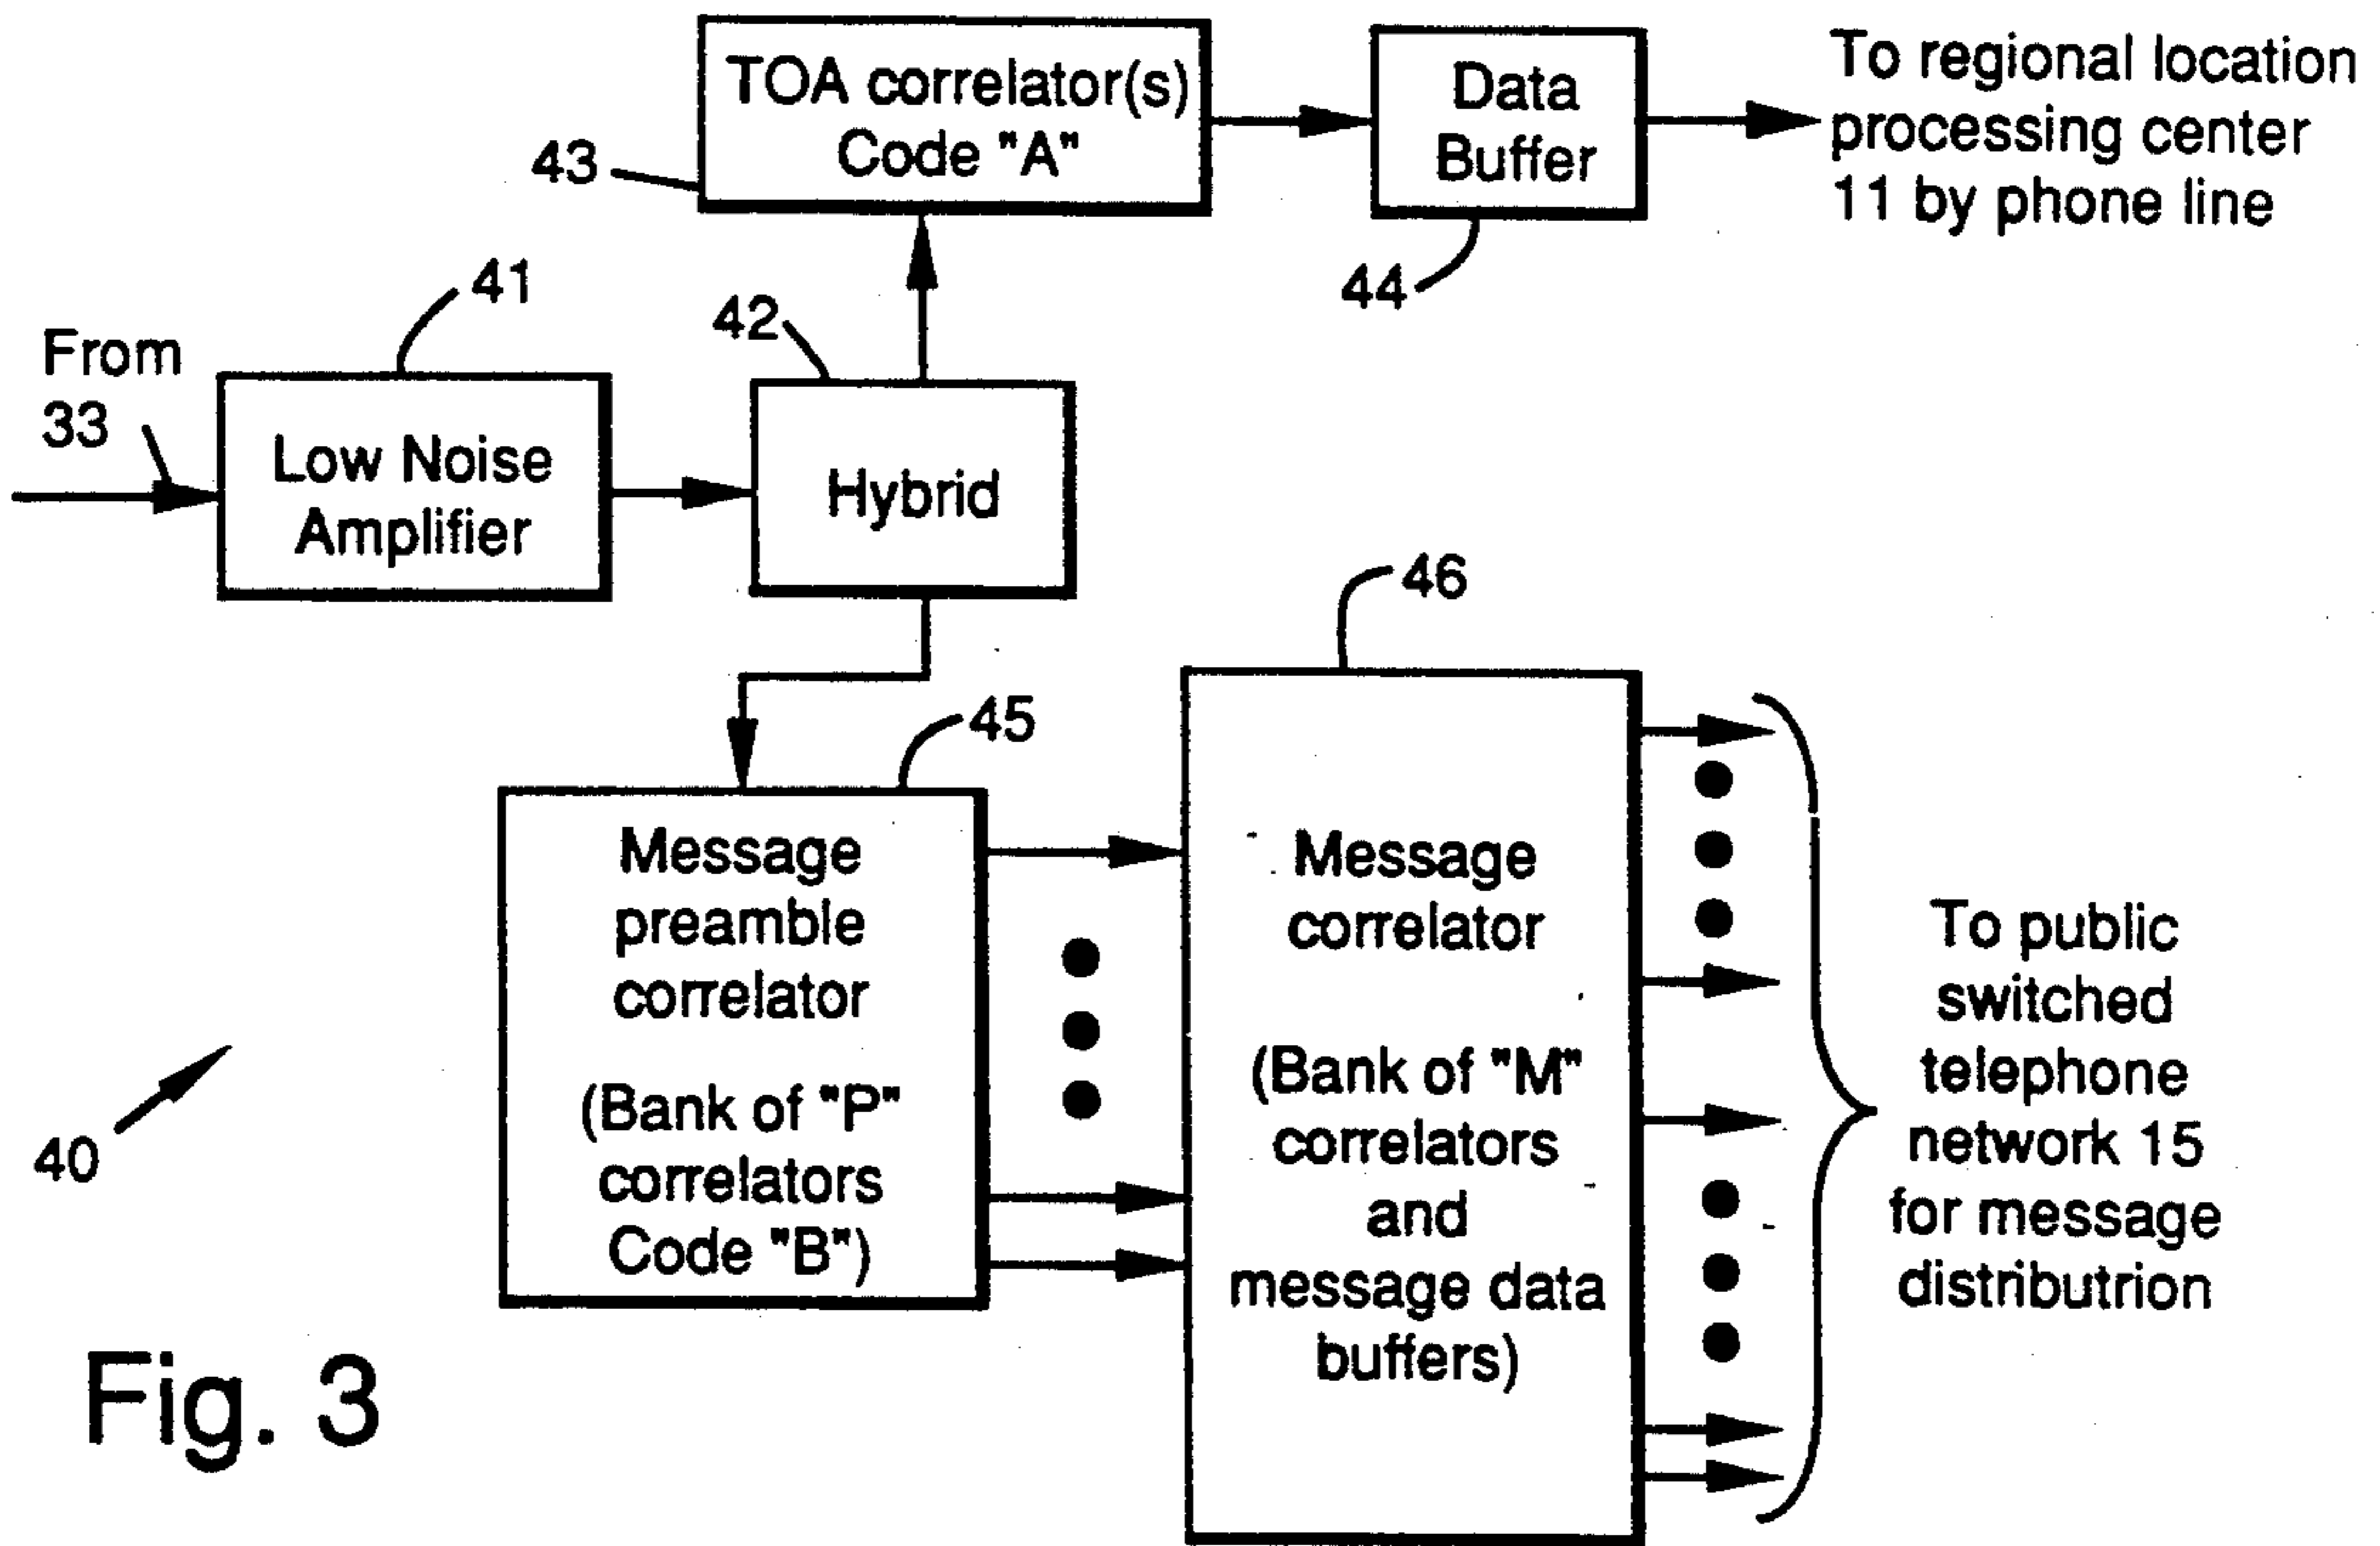 TOA correlator(s)
Code "A"
43
Data
Buffer
44
To regional location
processing center
11 by phone line
From
33
41
Low Noise
Amplifier
42
Hybrid
45
Message
preamble
correlator
(Bank of "P"
correlators
Code "B")
46
Message
correlator
(Bank of "M"
correlators
and
message data
buffers)
To public
switched
telephone
network 15
for message
distributrion
40
Fig. 3